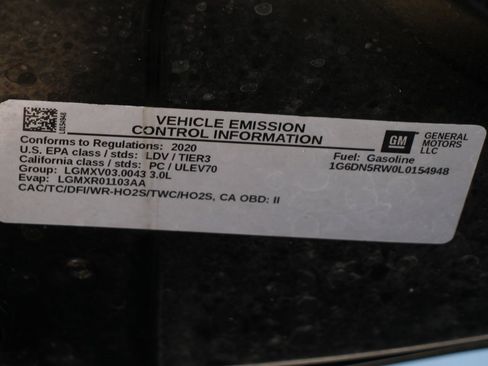 L0154948
VEHICLE EMISSION
CONTROL INFORMATION
GM
GENERAL
MOTORS
LLC
Conforms to Regulations: 2020
U.S. EPA class / stds: LDV / TIER3
California class / stds: PC / ULEV70
Group: LGMXV03.0043 3.0L
Evap: LGMXR01103AA
CAC/TC/DFI/WR-HO2S/TWC/HO2S, CA OBD: II
Fuel: Gasoline
1G6DN5RW0L0154948